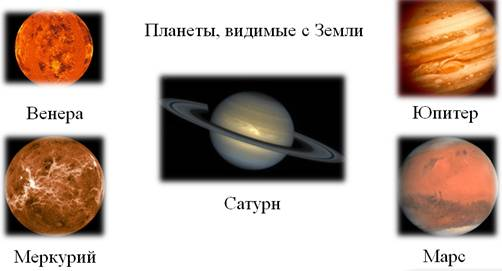 Планеты, видимые с Земли
Венера
Юпитер
Сатурн
Меркурий
Марс